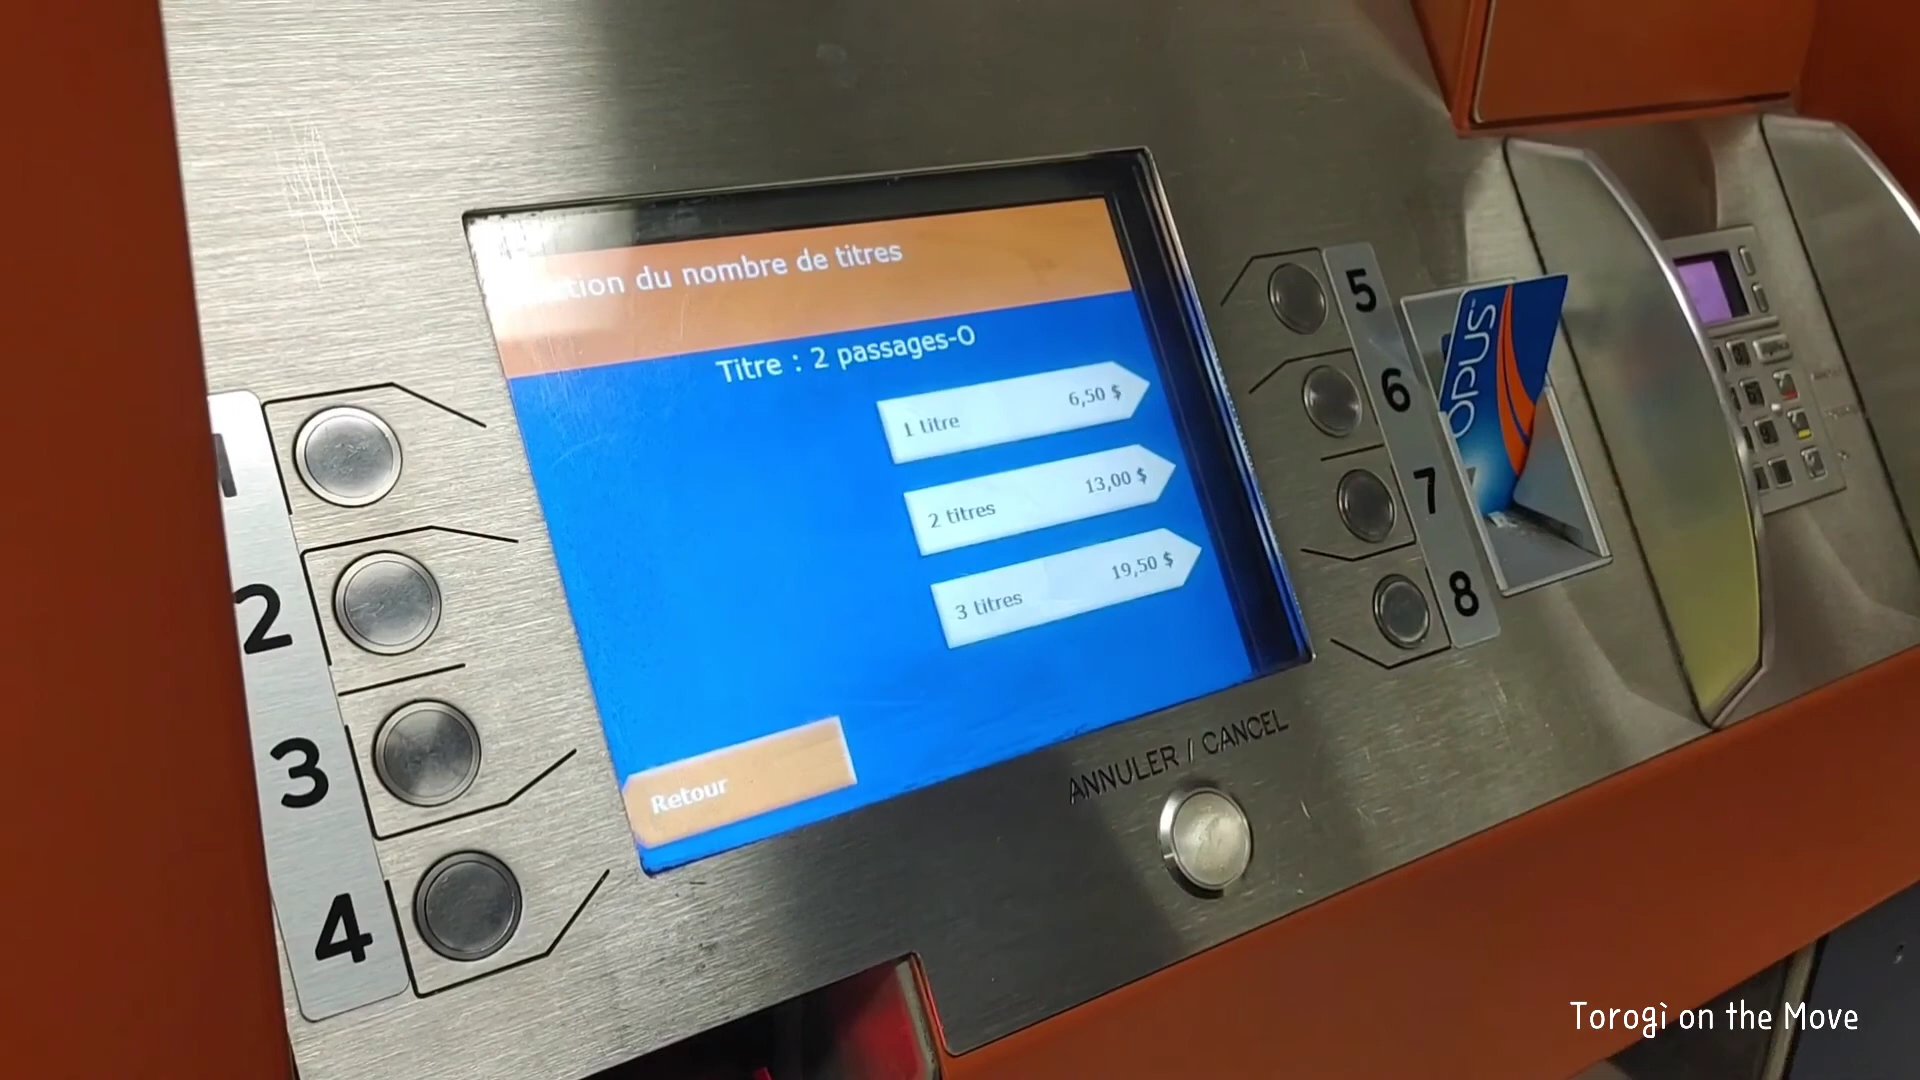 du nombre de titres
Titre : 2 passages-O
1 titre 6,50 $
2 titres 13,00 $
3 titres 19,50 $
Retour
2
3
4
5
6
7
8
OPUS
ANNULER / CANCEL
Torogì on the Move